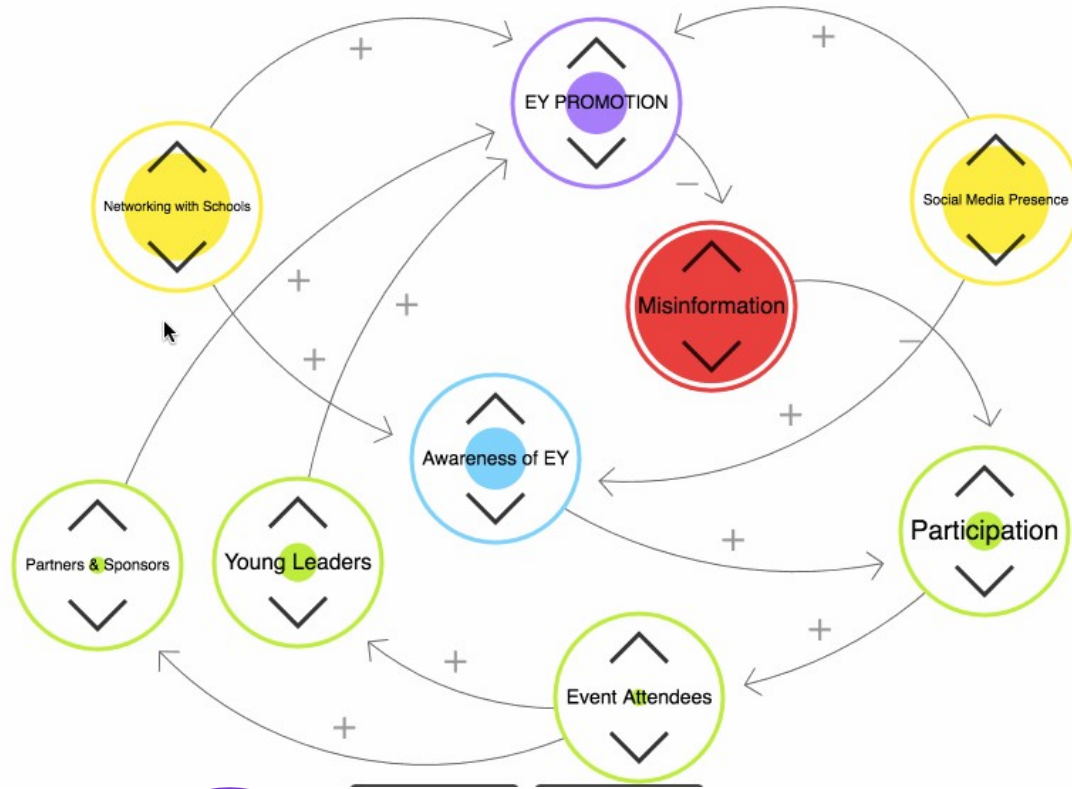 EY PROMOTION
Networking with Schools
Social Media Presence
Misinformation
Awareness of EY
Participation
Partners & Sponsors
Young Leaders
Event Attendees
+
+
−
+
+
+
−
+
+
+
+
+